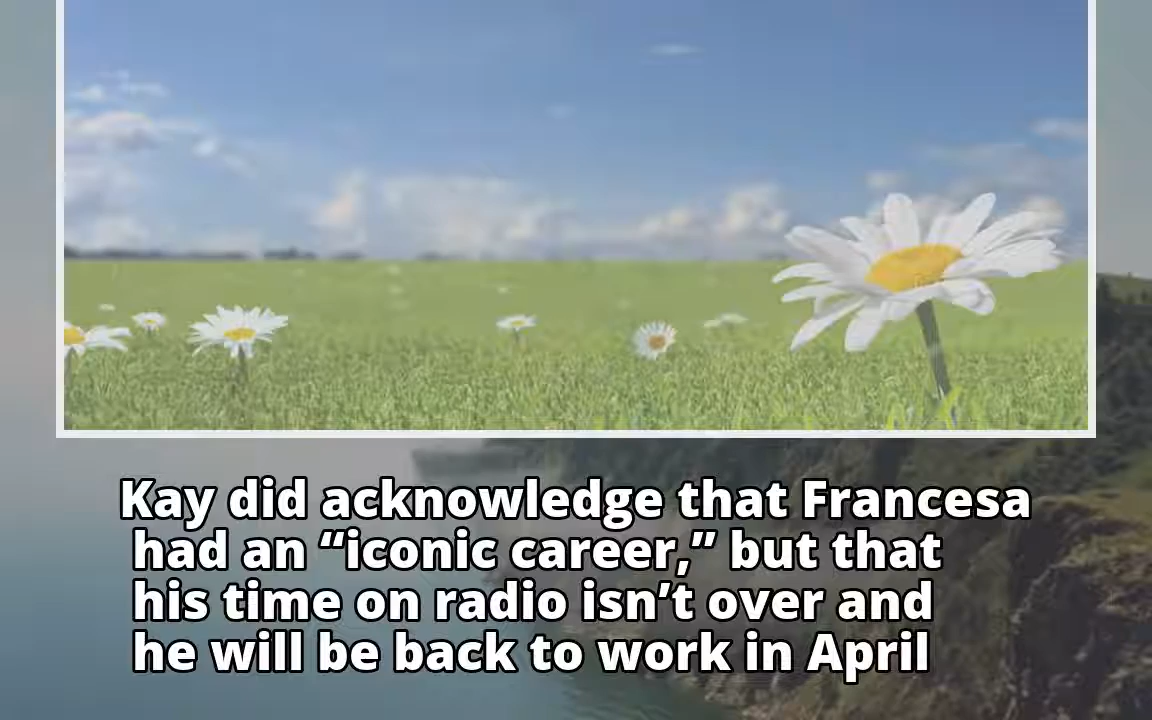 Kay did acknowledge that Francesa
had an “iconic career,” but that
his time on radio isn’t over and
he will be back to work in April